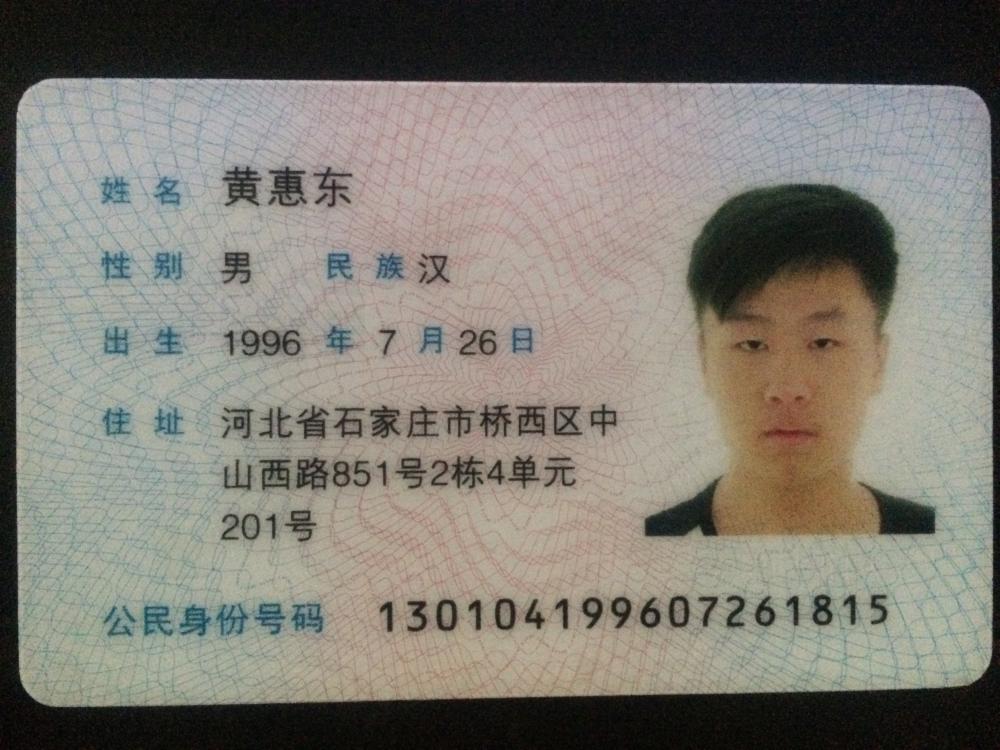 姓名 黄惠东
性别 男 民族 汉
出生 1996 年 7 月 26 日
住址 河北省石家庄市桥西区中
山西路851号2栋4单元
201号
公民身份号码 130104199607261815